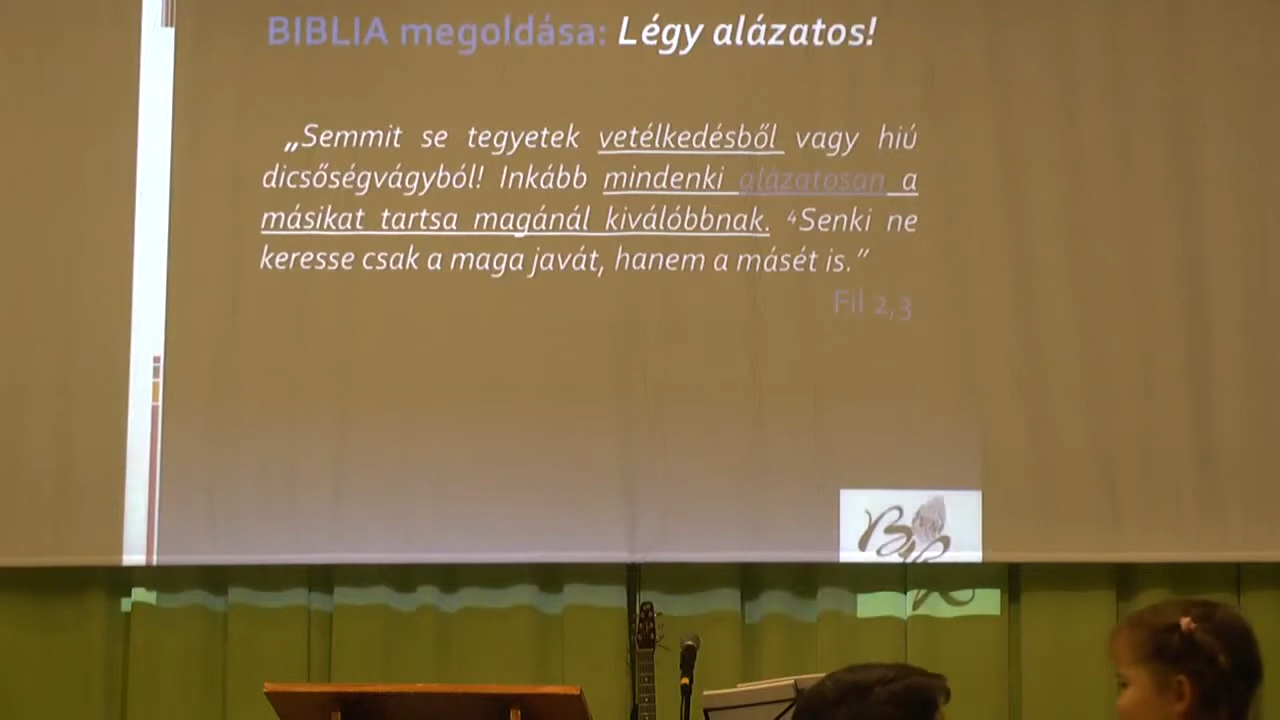 BIBLIA megoldása: Légy alázatos!
„Semmit se tegyetek vetélkedésből vagy hiú
dicsőségvágyból! Inkább mindenki alázatosan a
másikat tartsa magánál kiválóbbnak. ⁴Senki ne
keresse csak a maga javát, hanem a másét is.”
Fil 2,3